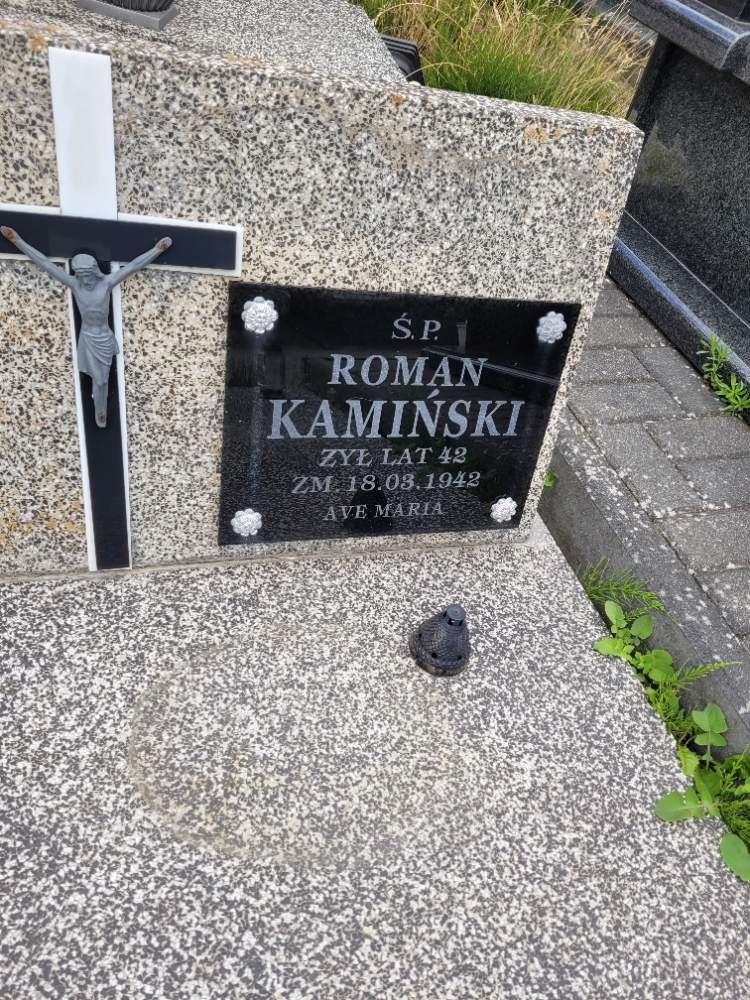 Ś.P.
ROMAN
KAMIŃSKI
ŻYŁ LAT 42
ZM. 18.03.1942
AVE MARIA